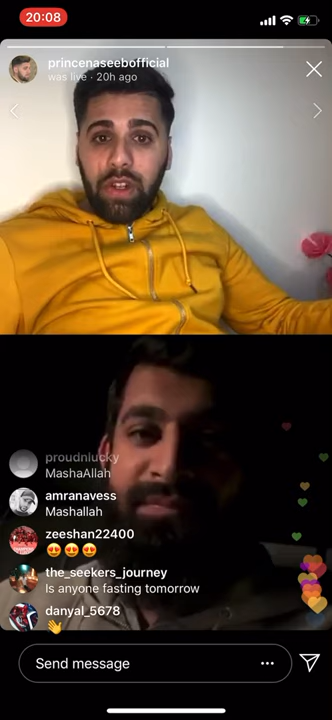 20:08
princenaseebofficial
was live · 20h ago
proudnlucky
MashaAllah
amranavess
Mashallah
zeeshan22400
😍 😍 😍
the_seekers_journey
Is anyone fasting tomorrow
danyal_5678
👋
Send message